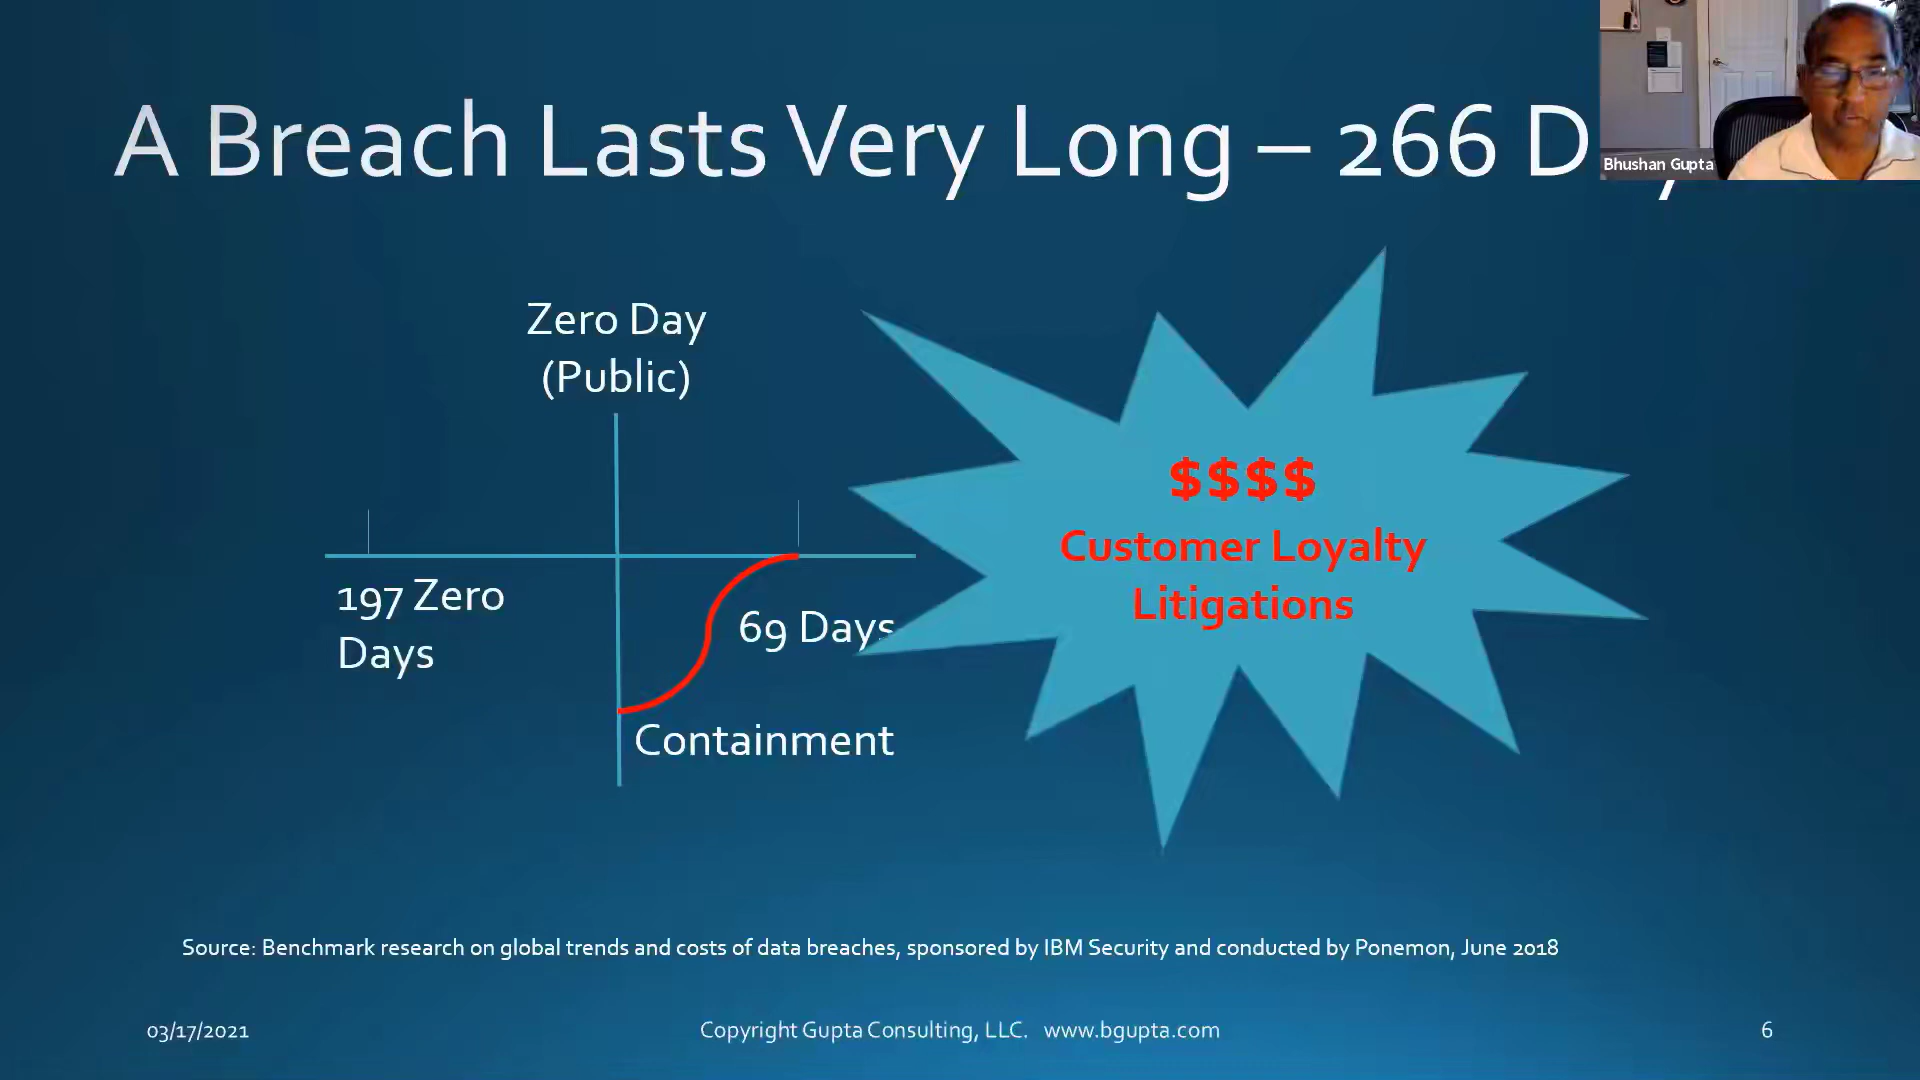 A Breach Lasts Very Long – 266 D
Bhushan Gupta
Zero Day
(Public)
197 Zero
Days
69 Days
Containment
$$$$
Customer Loyalty
Litigations
Source: Benchmark research on global trends and costs of data breaches, sponsored by IBM Security and conducted by Ponemon, June 2018
03/17/2021
Copyright Gupta Consulting, LLC. www.bgupta.com
6